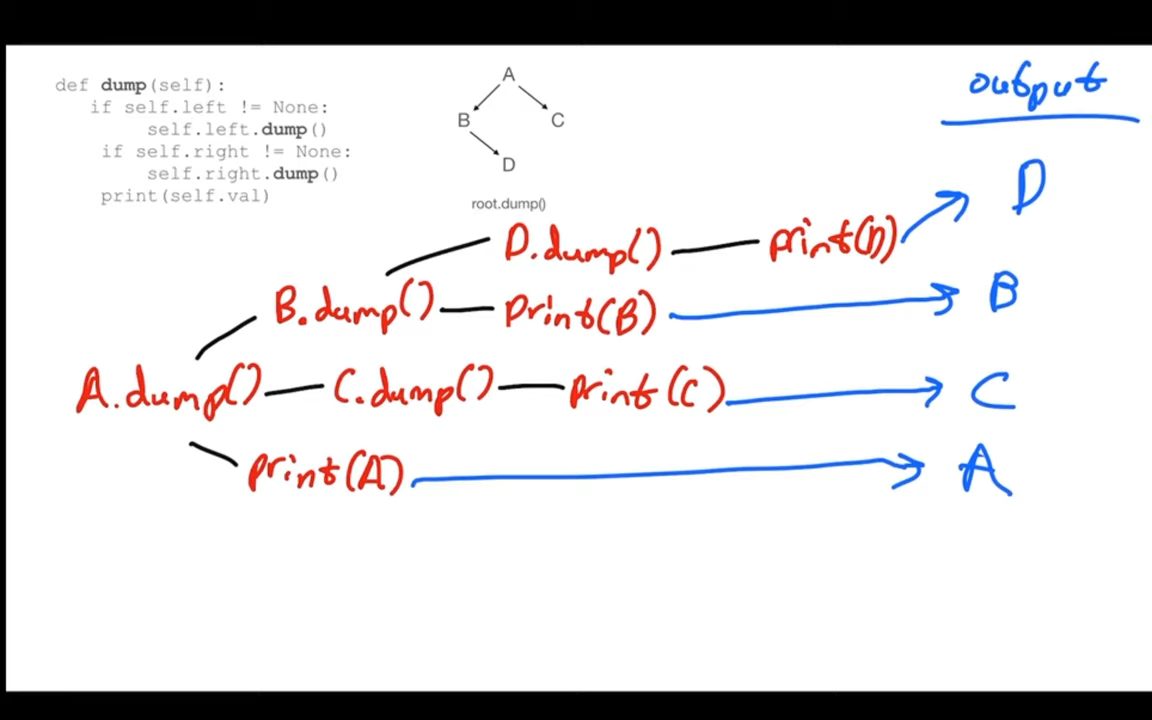 def dump(self):
if self.left != None:
self.left.dump()
if self.right != None:
self.right.dump()
print(self.val)
A
B C
D
root.dump()
output
D.dump() print(D) D
B.dump() Print(B) B
A.dump() C.dump() print(C) C
print(A) A